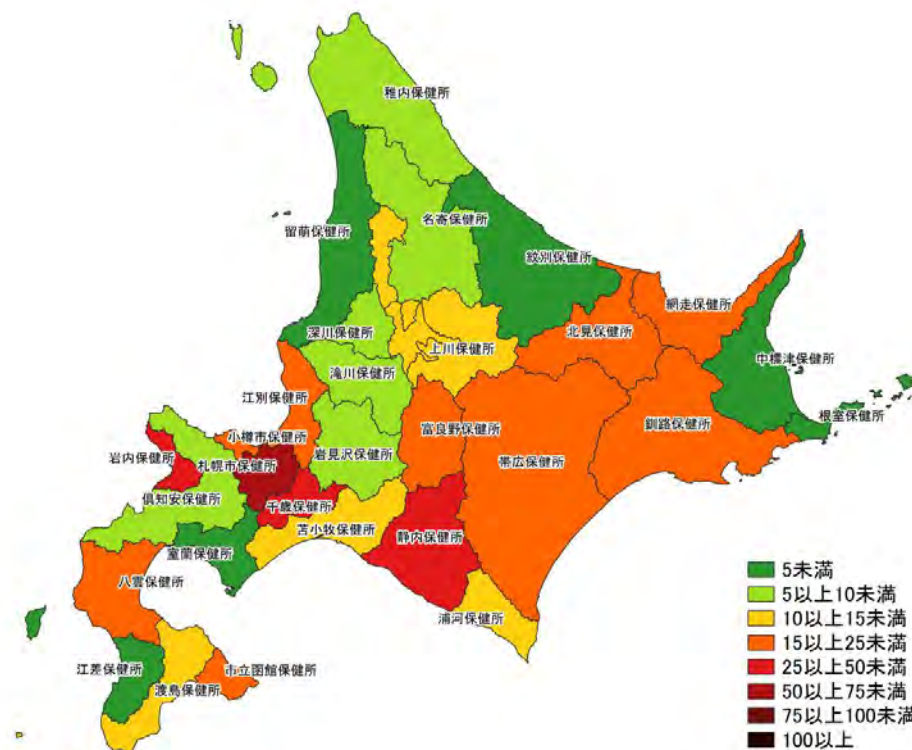 稚内保健所
名寄保健所
留萌保健所
紋別保健所
網走保健所
深川保健所
北見保健所
上川保健所
中標津保健所
滝川保健所
江別保健所
根室保健所
釧路保健所
富良野保健所
小樽市保健所
岩見沢保健所
岩内保健所
帯広保健所
札幌市保健所
倶知安保健所
千歳保健所
苫小牧保健所
静内保健所
室蘭保健所
八雲保健所
浦河保健所
江差保健所
市立函館保健所
渡島保健所
5未満
5以上10未満
10以上15未満
15以上25未満
25以上50未満
50以上75未満
75以上100未満
100以上